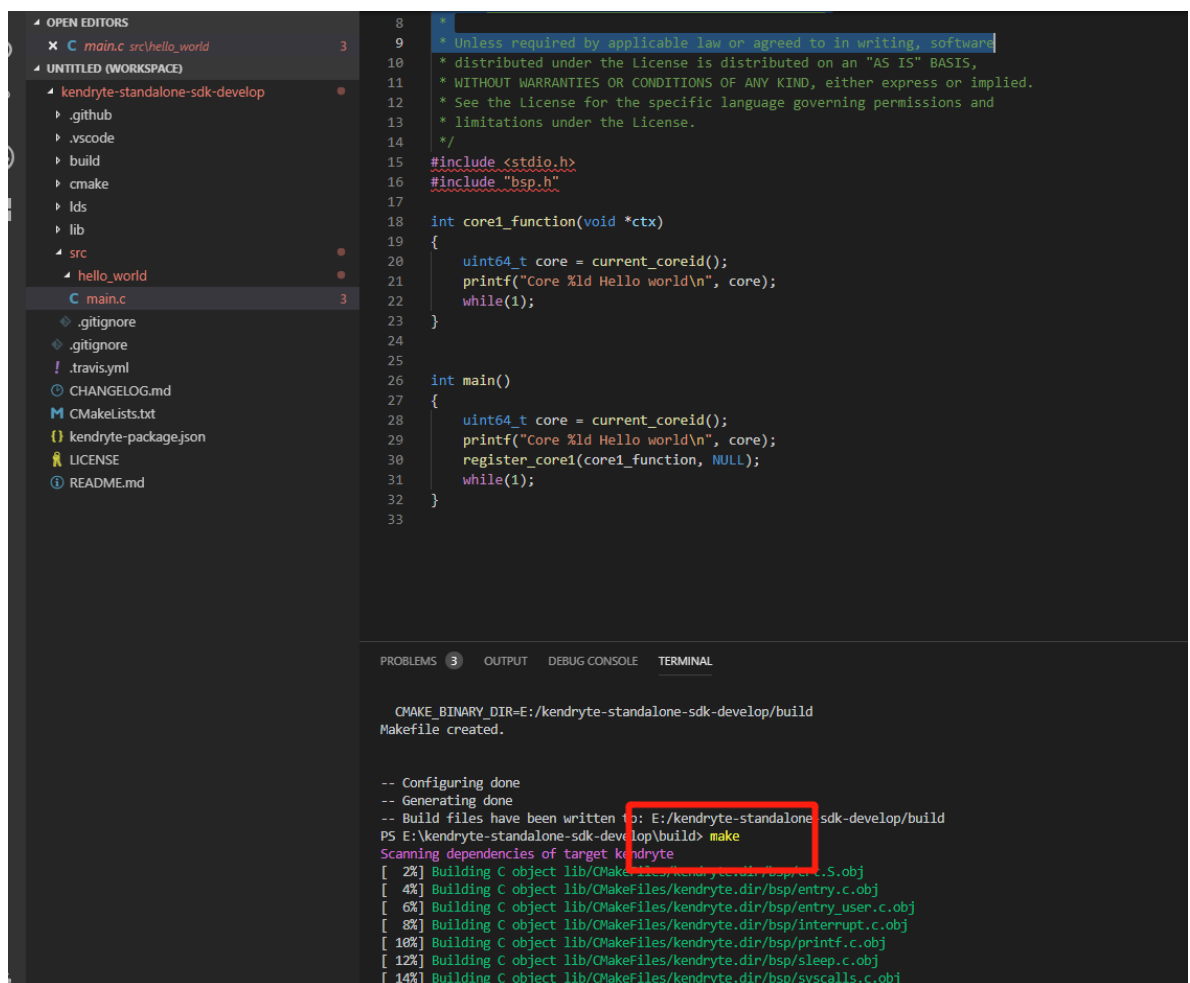 OPEN EDITORS
main.c src\hello_world 3
UNTITLED (WORKSPACE)
kendryte-standalone-sdk-develop
.github
.vscode
build
cmake
lds
lib
src
hello_world
C main.c 3
.gitignore
.gitignore
! .travis.yml
CHANGELOG.md
M CMakeLists.txt
{} kendryte-package.json
LICENSE
README.md
8 *
9 * Unless required by applicable law or agreed to in writing, software
10 * distributed under the License is distributed on an "AS IS" BASIS,
11 * WITHOUT WARRANTIES OR CONDITIONS OF ANY KIND, either express or implied.
12 * See the License for the specific language governing permissions and
13 * limitations under the License.
14 */
15 #include <stdio.h>
16 #include "bsp.h"
17
18 int core1_function(void *ctx)
19 {
20 uint64_t core = current_coreid();
21 printf("Core %ld Hello world\n", core);
22 while(1);
23 }
24
25
26 int main()
27 {
28 uint64_t core = current_coreid();
29 printf("Core %ld Hello world\n", core);
30 register_core1(core1_function, NULL);
31 while(1);
32 }
33
PROBLEMS 3 OUTPUT DEBUG CONSOLE TERMINAL
CMAKE_BINARY_DIR=E:/kendryte-standalone-sdk-develop/build
Makefile created.
-- Configuring done
-- Generating done
-- Build files have been written to: E:/kendryte-standalone-sdk-develop/build
PS E:\kendryte-standalone-sdk-develop\build> make
Scanning dependencies of target kendryte
[ 2%] Building C object lib/CMakeFiles/kendryte.dir/bsp/crt.S.obj
[ 4%] Building C object lib/CMakeFiles/kendryte.dir/bsp/entry.c.obj
[ 6%] Building C object lib/CMakeFiles/kendryte.dir/bsp/entry_user.c.obj
[ 8%] Building C object lib/CMakeFiles/kendryte.dir/bsp/interrupt.c.obj
[ 10%] Building C object lib/CMakeFiles/kendryte.dir/bsp/printf.c.obj
[ 12%] Building C object lib/CMakeFiles/kendryte.dir/bsp/sleep.c.obj
[ 14%] Building C object lib/CMakeFiles/kendryte.dir/bsp/syscalls.c.obj